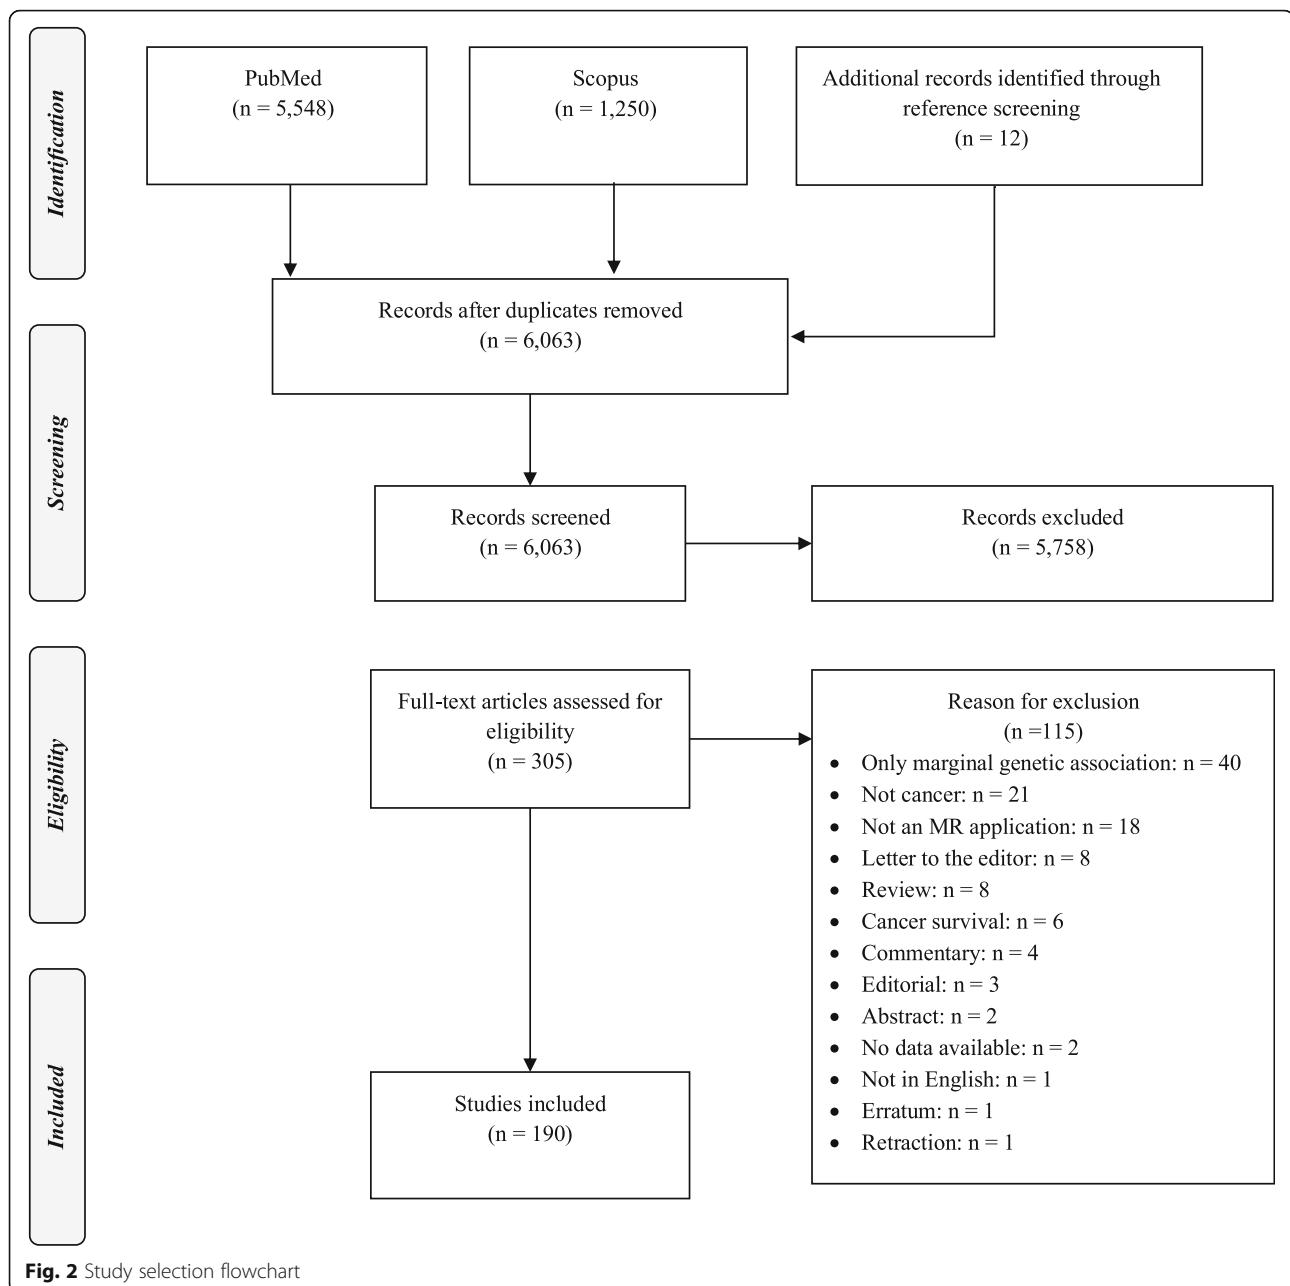 Identification
PubMed
(n = 5,548)
Scopus
(n = 1,250)
Additional records identified through
reference screening
(n = 12)
Records after duplicates removed
(n = 6,063)
Screening
Records screened
(n = 6,063)
Records excluded
(n = 5,758)
Eligibility
Full-text articles assessed for
eligibility
(n = 305)
Reason for exclusion
(n =115)
• Only marginal genetic association: n = 40
• Not cancer: n = 21
• Not an MR application: n = 18
• Letter to the editor: n = 8
• Review: n = 8
• Cancer survival: n = 6
• Commentary: n = 4
• Editorial: n = 3
• Abstract: n = 2
• No data available: n = 2
• Not in English: n = 1
• Erratum: n = 1
• Retraction: n = 1
Included
Studies included
(n = 190)
Fig. 2 Study selection flowchart